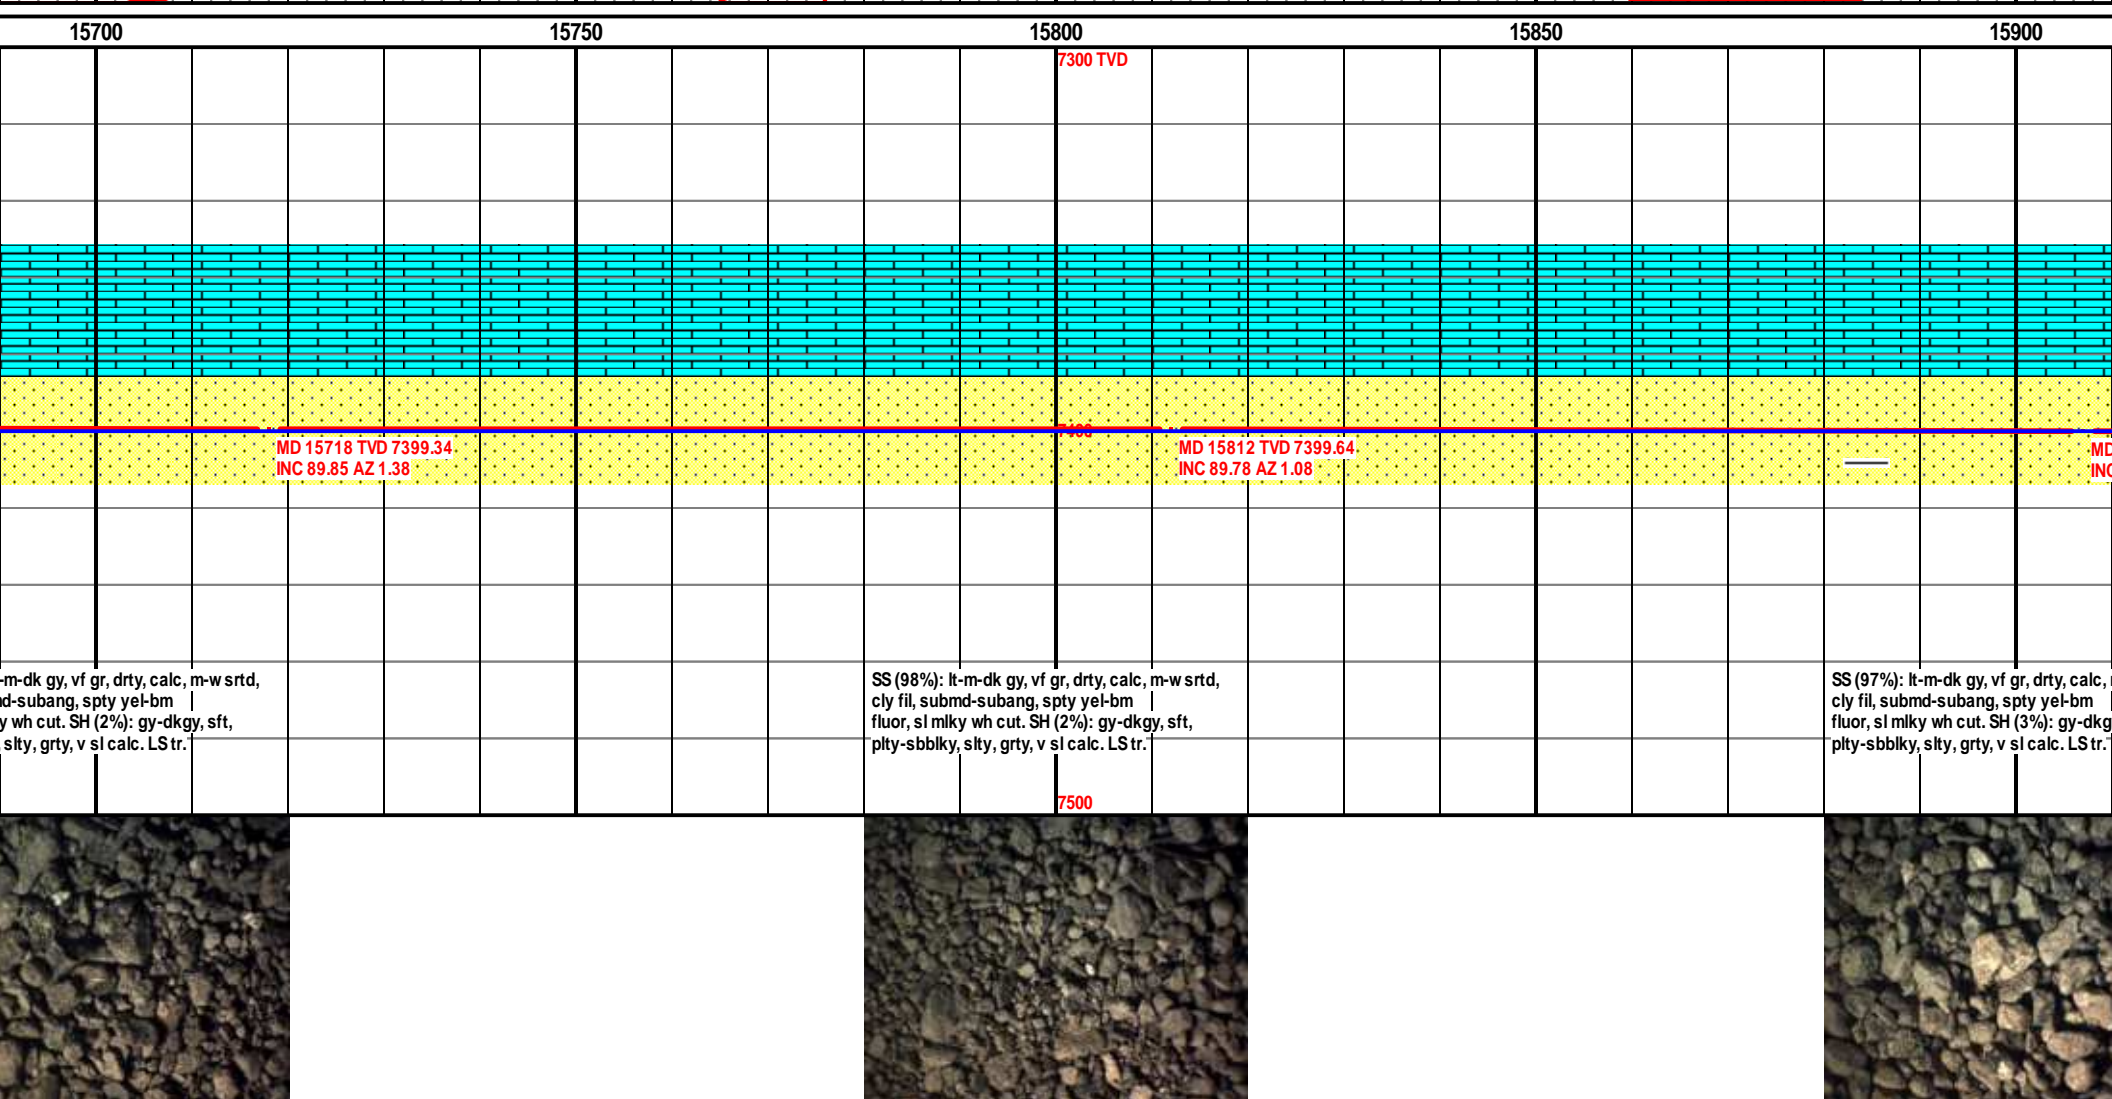 15700 15750 15800 15850 15900
7300 TVD
7400
MD 15718 TVD 7399.34
INC 89.85 AZ 1.38
MD 15812 TVD 7399.64
INC 89.78 AZ 1.08
MD
INC
-m-dk gy, vf gr, drty, calc, m-w srtd,
d-subang, spty yel-bm
y wh cut. SH (2%): gy-dkgy, sft,
slty, grty, v sl calc. LS tr.
SS (98%): lt-m-dk gy, vf gr, drty, calc, m-w srtd,
cly fil, submd-subang, spty yel-bm
fluor, sl mlky wh cut. SH (2%): gy-dkgy, sft,
plty-sbblky, slty, grty, v sl calc. LS tr.
SS (97%): lt-m-dk gy, vf gr, drty, calc,
cly fil, submd-subang, spty yel-bm
fluor, sl mlky wh cut. SH (3%): gy-dkg
plty-sbblky, slty, grty, v sl calc. LS tr.
7500